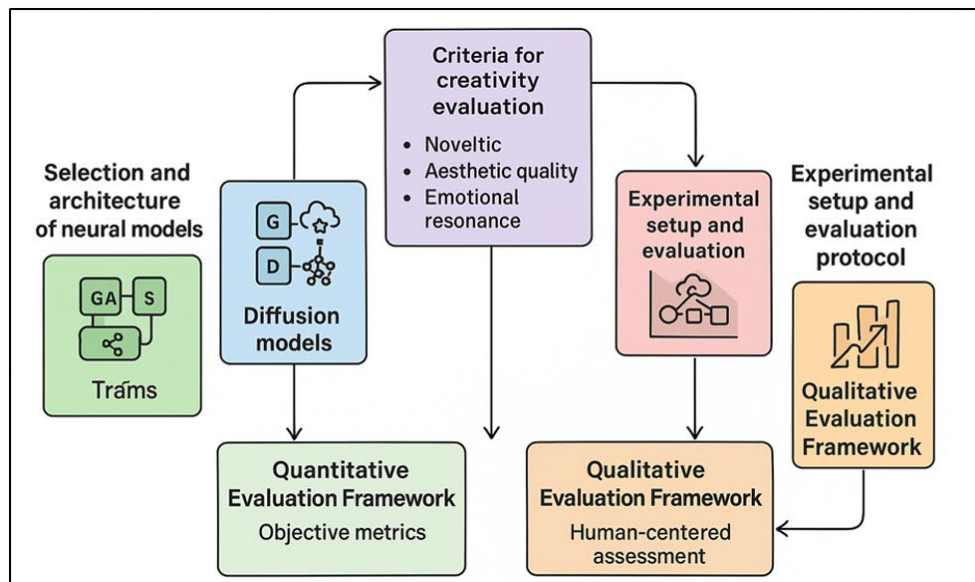 Criteria for
creativity
evaluation
• Noveltic
• Aesthetic quality
• Emotional
resonance
Selection and
architecture
of neural models
GA
S
Trāms
G
D
Diffusion
models
Experimental
setup and
evaluation
Experimental
setup and
evaluation
protocol
Qualitative
Evaluation
Framework
Quantitative
Evaluation Framework
Objective metrics
Qualitative
Evaluation Framework
Human-centered
assessment